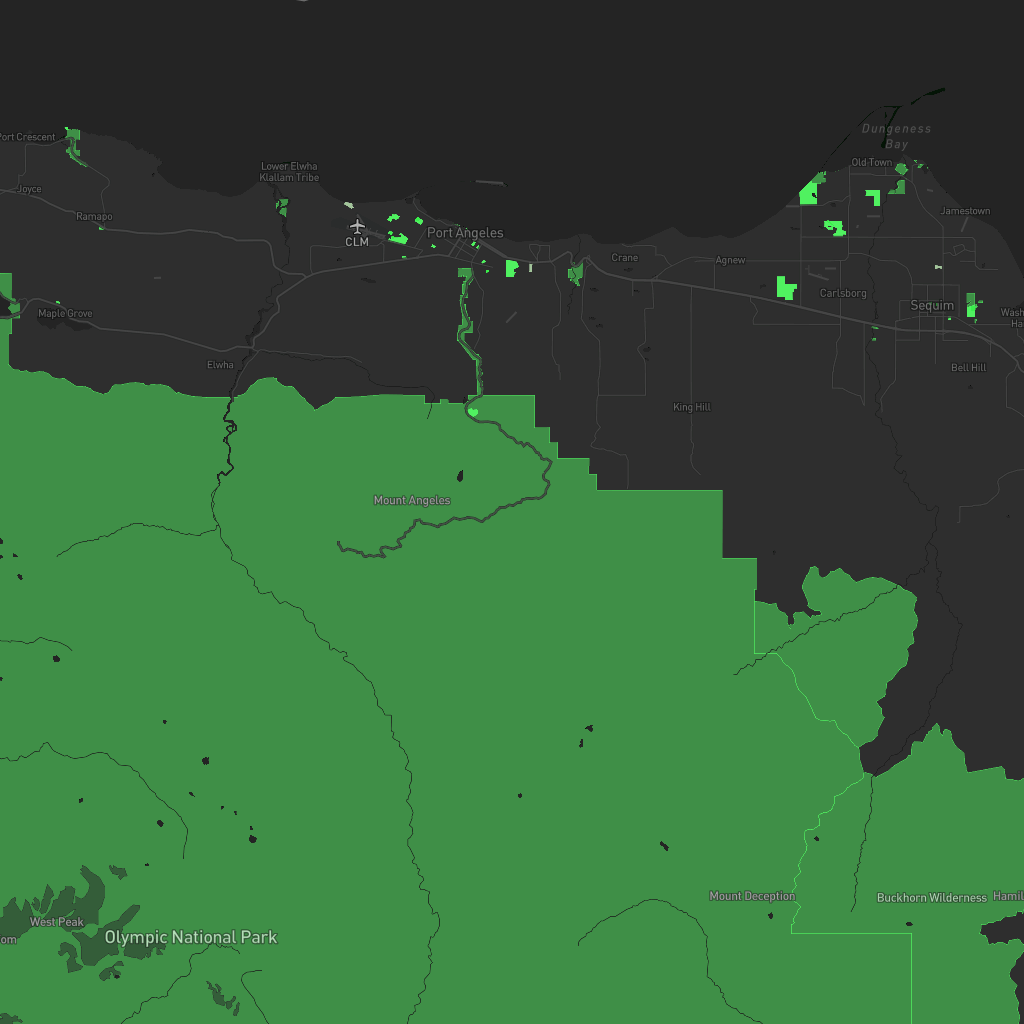 Dungeness
Bay
Port Crescent
Old Town
Lower Elwha
Klallam Tribe
Joyce
Ramapo
Jamestown
Port Angeles
CLM
Crane
Agnew
Carlsborg
Sequim
Maple Grove
Wash
Ha
Elwha
Bell Hill
King Hill
Mount Angeles
Mount Deception
Buckhorn Wilderness
Hamil
West Peak
om
Olympic National Park